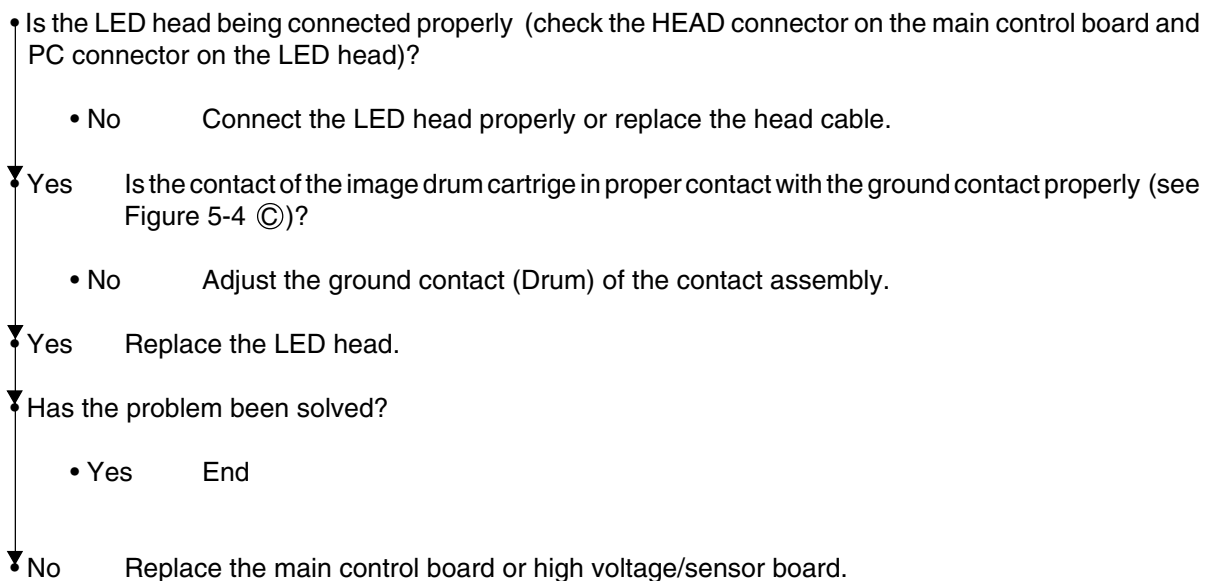 • Is the LED head being connected properly (check the HEAD connector on the main control board and
PC connector on the LED head)?
• No Connect the LED head properly or replace the head cable.
• Yes Is the contact of the image drum cartrige in proper contact with the ground contact properly (see
Figure 5-4 Ⓒ)?
• No Adjust the ground contact (Drum) of the contact assembly.
• Yes Replace the LED head.
• Has the problem been solved?
• Yes End
• No Replace the main control board or high voltage/sensor board.